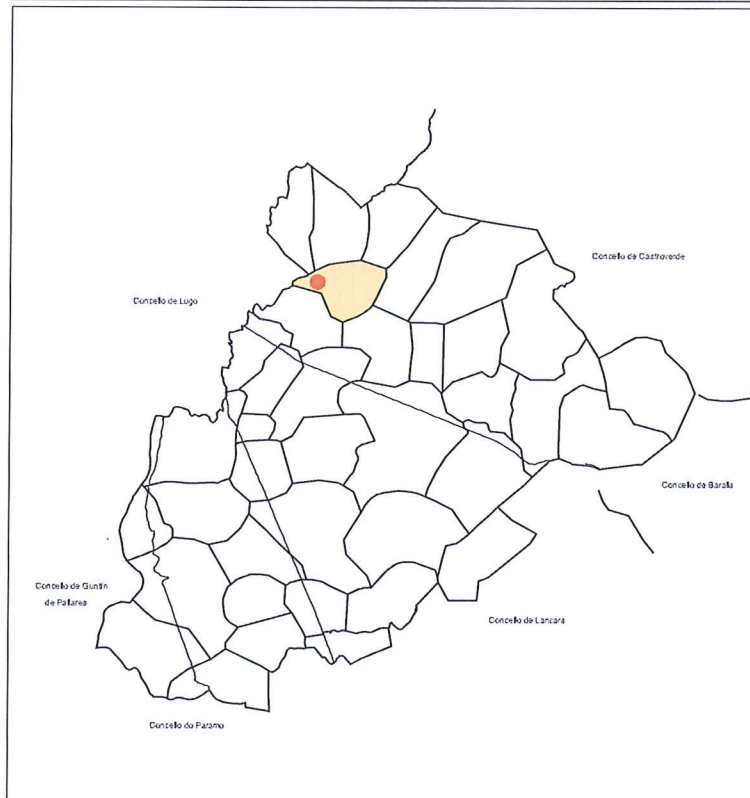 Concello de Castroverde
Concello de Lugo
Concello de Baralla
Concello de Guntín
de Pallarea
Concello de Lancara
Concello do Paramo